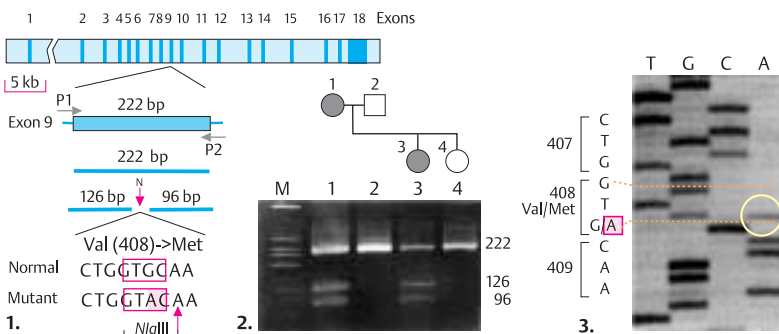 1 2 3 4 5 6 7 8 9 10 11 12 13 14 15 16 17 18 Exons
5 kb
P1
222 bp
Exon 9
P2
222 bp
N
126 bp 96 bp
Val (408)->Met
Normal CTGGTGCAA
Mutant CTGGTACAA
NlaIII
1.
1 2
3 4
M 1 2 3 4
222
126
96
2.
T G C A
407 C
T
G
408 G
Val/Met T
G/A
409 C
A
A
3.